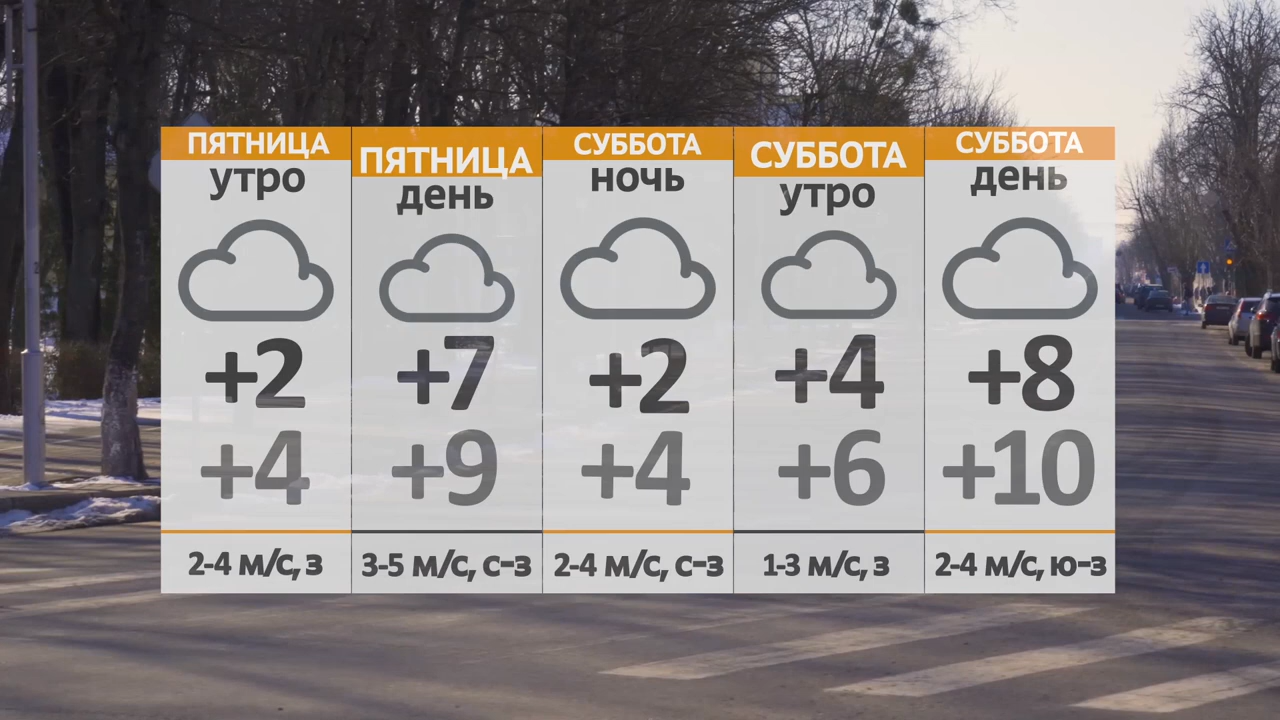 ПЯТНИЦА
утро
+2
+4
2-4 м/с, з
ПЯТНИЦА
день
+7
+9
3-5 м/с, с-з
СУББОТА
ночь
+2
+4
2-4 м/с, с-з
СУББОТА
утро
+4
+6
1-3 м/с, з
СУББОТА
день
+8
+10
2-4 м/с, ю-з